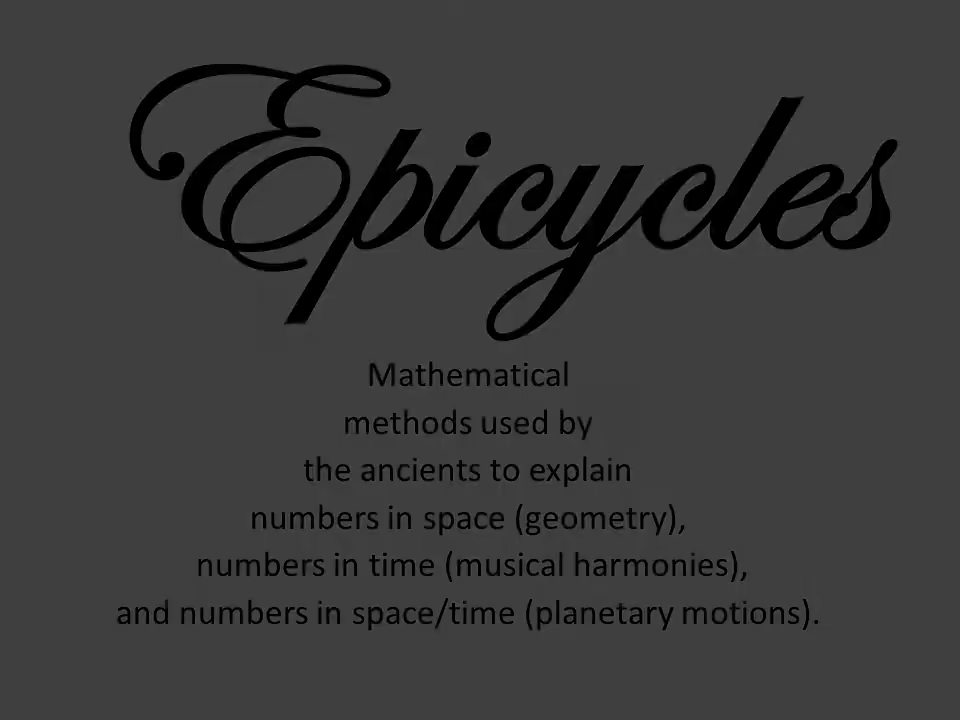 Epicycles
Mathematical
methods used by
the ancients to explain
numbers in space (geometry),
numbers in time (musical harmonies),
and numbers in space/time (planetary motions).